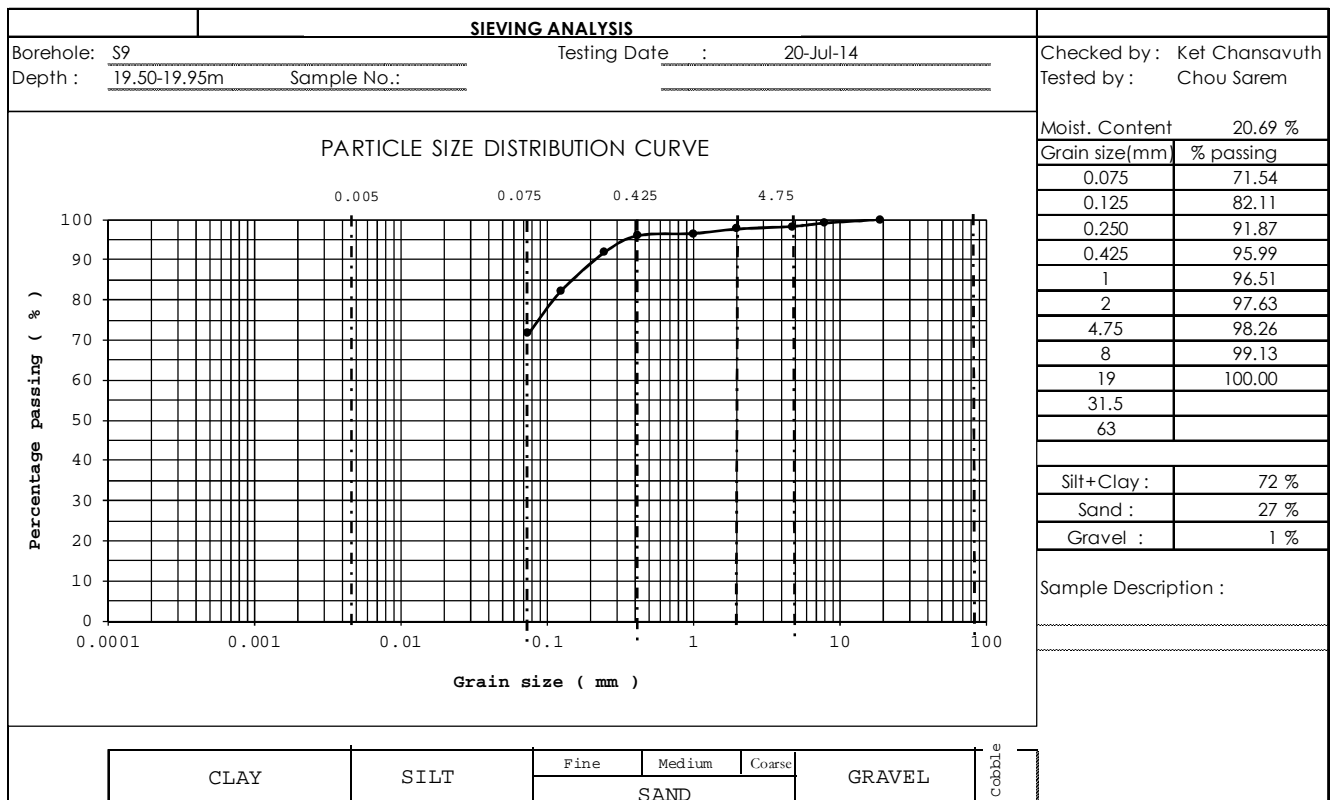 SIEVING ANALYSIS
Borehole: S9 Testing Date : 20-Jul-14
Depth : 19.50-19.95m Sample No.:
Checked by : Ket Chansavuth
Tested by : Chou Sarem
Moist. Content 20.69 %
Grain size(mm) % passing
0.075 71.54
0.125 82.11
0.250 91.87
0.425 95.99
1 96.51
2 97.63
4.75 98.26
8 99.13
19 100.00
31.5
63
Silt+Clay : 72 %
Sand : 27 %
Gravel : 1 %
Sample Description :
PARTICLE SIZE DISTRIBUTION CURVE
0.005 0.075 0.425 4.75
100
90
80
70
60
50
40
30
20
10
0
Percentage passing ( % )
0.0001 0.001 0.01 0.1 1 10 100
Grain size ( mm )
CLAY SILT Fine Medium Coarse GRAVEL Cobble
SAND